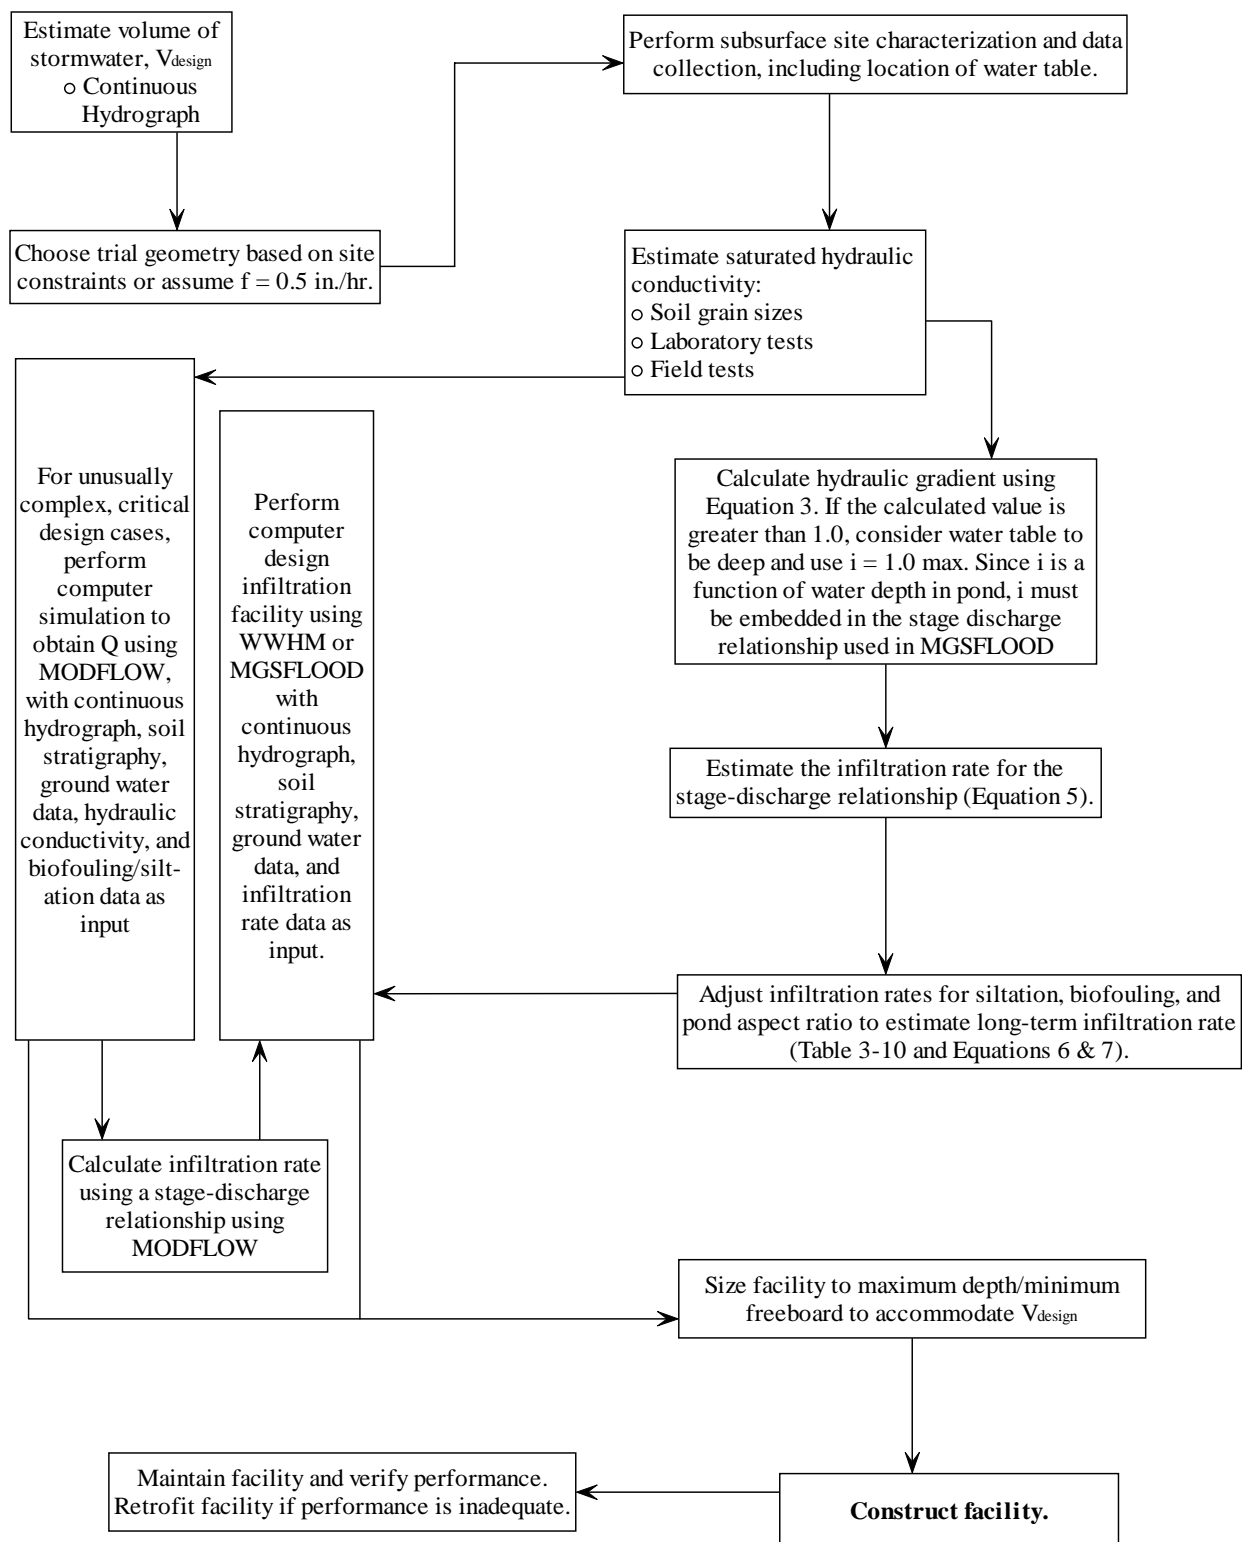 Estimate volume of
stormwater, Vdesign
o Continuous
Hydrograph
Perform subsurface site characterization and data
collection, including location of water table.
Choose trial geometry based on site
constraints or assume f = 0.5 in./hr.
Estimate saturated hydraulic
conductivity:
o Soil grain sizes
o Laboratory tests
o Field tests
For unusually
complex, critical
design cases,
perform
computer
simulation to
obtain Q using
MODFLOW,
with continuous
hydrograph, soil
stratigraphy,
ground water
data, hydraulic
conductivity, and
biofouling/silt-
ation data as
input
Perform
computer
design
infiltration
facility using
WWHM or
MGSFLOOD
with
continuous
hydrograph,
soil
stratigraphy,
ground water
data, and
infiltration
rate data as
input.
Calculate hydraulic gradient using
Equation 3. If the calculated value is
greater than 1.0, consider water table to
be deep and use i = 1.0 max. Since i is a
function of water depth in pond, i must
be embedded in the stage discharge
relationship used in MGSFLOOD
Estimate the infiltration rate for the
stage-discharge relationship (Equation 5).
Adjust infiltration rates for siltation, biofouling, and
pond aspect ratio to estimate long-term infiltration rate
(Table 3-10 and Equations 6 & 7).
Calculate infiltration rate
using a stage-discharge
relationship using
MODFLOW
Size facility to maximum depth/minimum
freeboard to accommodate Vdesign
Maintain facility and verify performance.
Retrofit facility if performance is inadequate.
Construct facility.